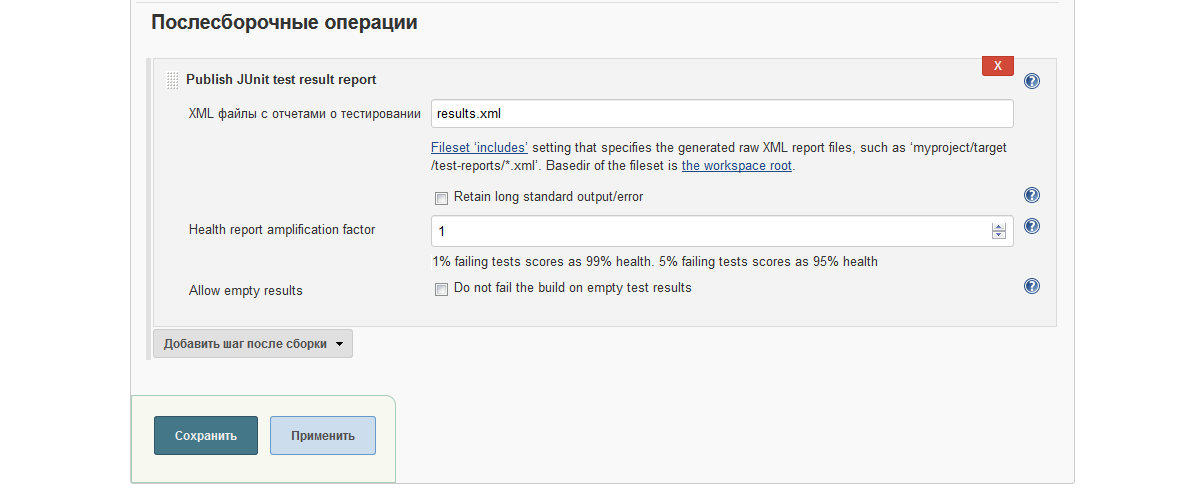 Послесборочные операции
X
Publish JUnit test result report
?
XML файлы с отчетами о тестировании
results.xml
Fileset ‘includes’ setting that specifies the generated raw XML report files, such as ‘myproject/target
/test-reports/*.xml’. Basedir of the fileset is the workspace root.
Retain long standard output/error
?
Health report amplification factor
1
?
1% failing tests scores as 99% health. 5% failing tests scores as 95% health
Allow empty results
Do not fail the build on empty test results
?
Добавить шаг после сборки
Сохранить
Применить